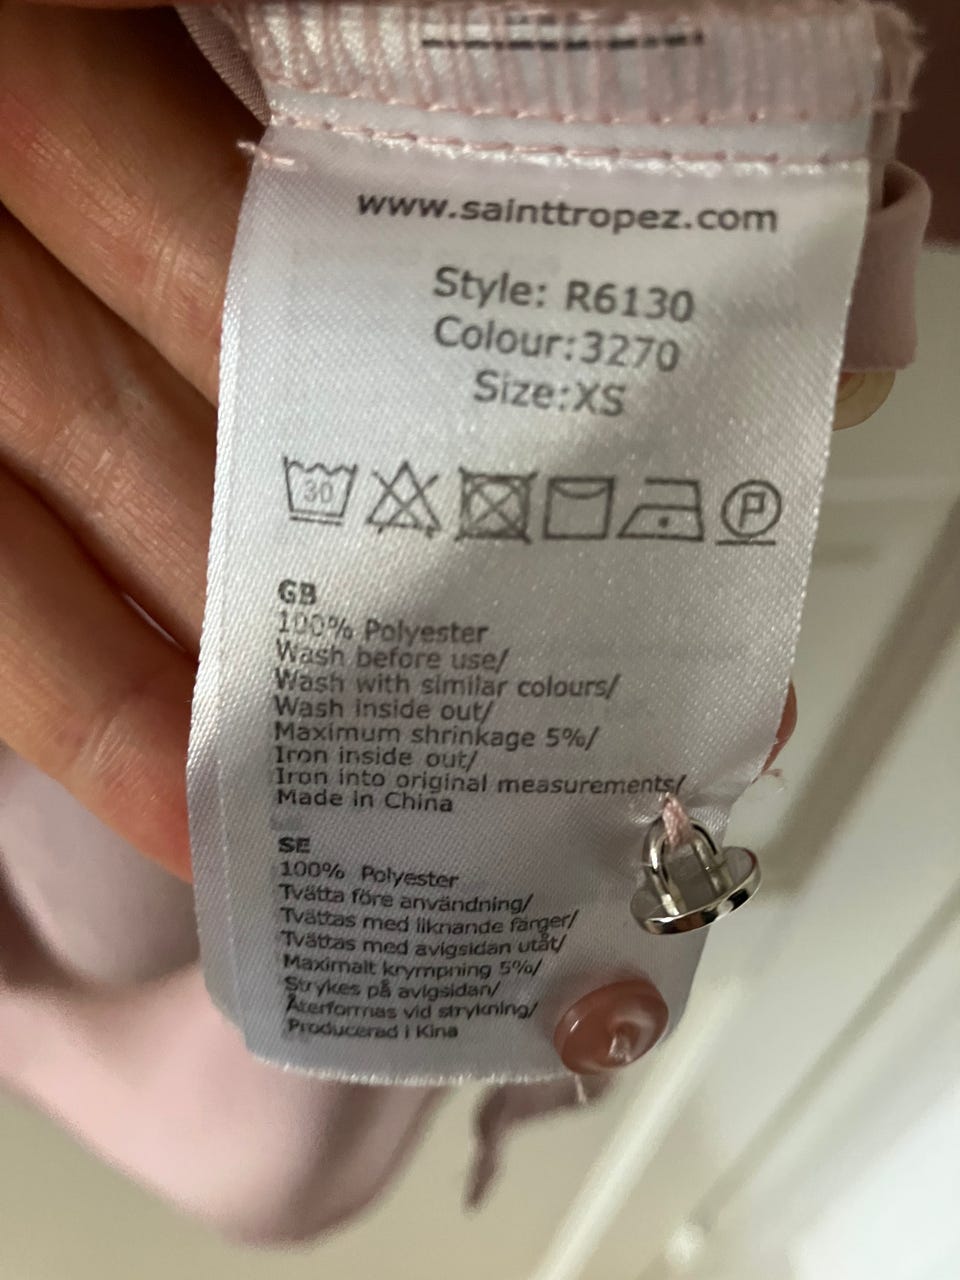 www.sainttropez.com
Style: R6130
Colour:3270
Size:XS
30 P
GB
100% Polyester
Wash before use/
Wash with similar colours/
Wash inside out/
Maximum shrinkage 5%/
Iron inside out/
Iron into original measurements/
Made in China
SE
100% Polyester
Tvätta före användning/
Tvättas med liknande färger/
Tvättas med avigsidan utåt/
Maximalt krympning 5%/
Strykes på avigsidan/
Återformas vid strykning/
Producerad i Kina